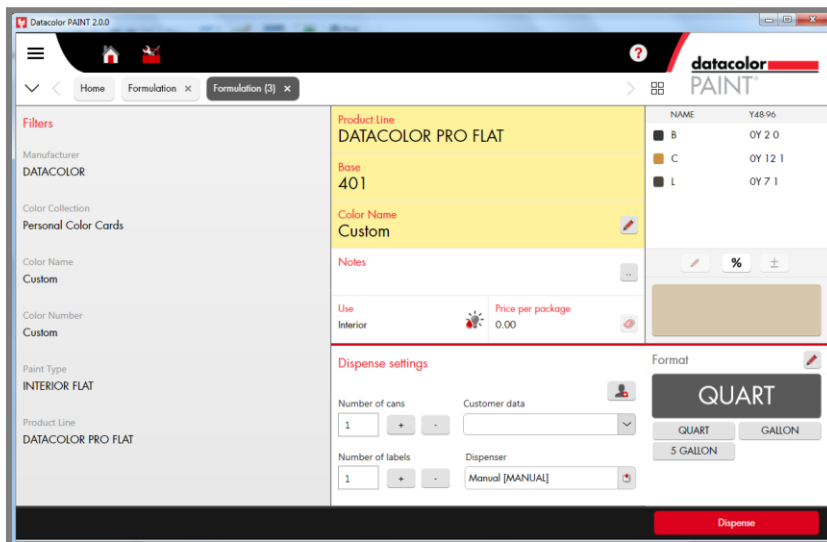 Datacolor PAINT 2.0.0
?
datacolor
PAINT
Home
Formulation ×
Formulation (3) ×
Filters
Manufacturer
DATACOLOR
Color Collection
Personal Color Cards
Color Name
Custom
Color Number
Custom
Paint Type
INTERIOR FLAT
Product Line
DATACOLOR PRO FLAT
Product Line
DATACOLOR PRO FLAT
Base
401
Color Name
Custom
Notes
..
Use
Interior
Price per package
0.00
Dispense settings
Number of cans
1 + -
Customer data
Number of labels
1 + -
Dispenser
Manual [MANUAL]
NAME Y48-96
B 0Y 2 0
C 0Y 12 1
L 0Y 7 1
% ±
Format
QUART
QUART GALLON
5 GALLON
Dispense